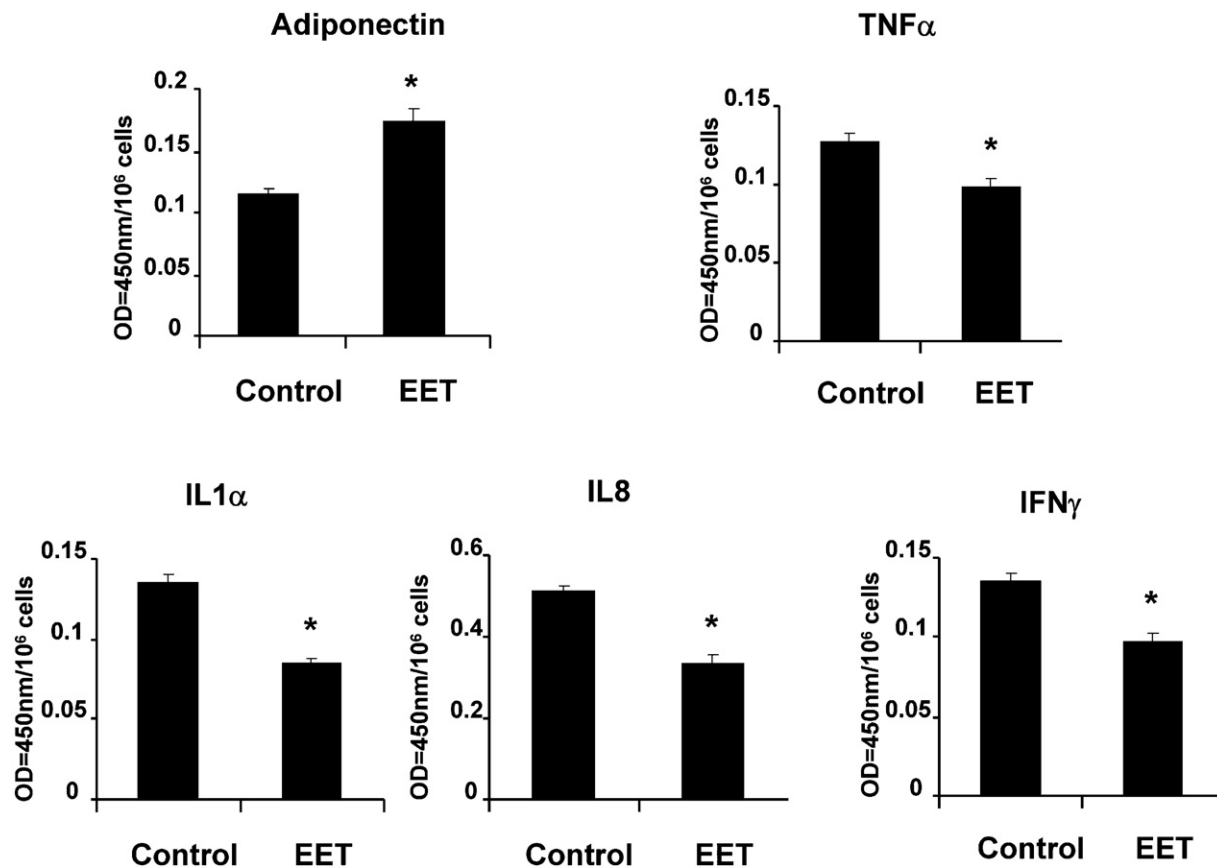 Adiponectin
OD=450nm/10⁶ cells
0.2
0.15
0.1
0.05
0
*
Control EET
TNFα
OD=450nm/10⁶ cells
0.15
0.1
0.05
0
*
Control EET
IL1α
OD=450nm/10⁶ cells
0.15
0.1
0.05
0
*
Control EET
IL8
OD=450nm/10⁶ cells
0.6
0.4
0.2
0
*
Control EET
IFNγ
OD=450nm/10⁶ cells
0.15
0.1
0.05
0
*
Control EET